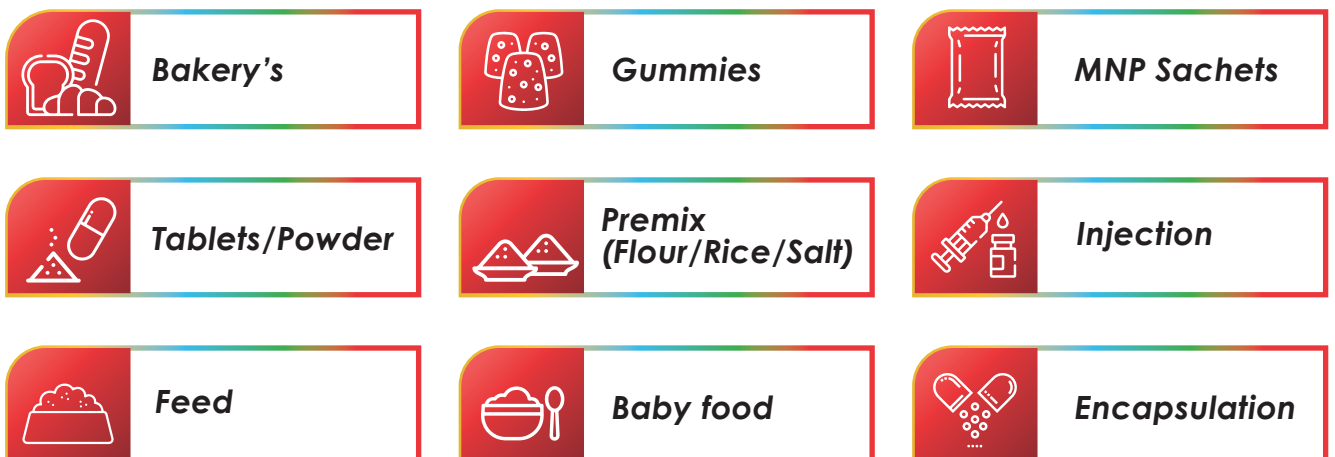 Bakery’s
Gummies
MNP Sachets
Tablets/Powder
Premix
(Flour/Rice/Salt)
Injection
Feed
Baby food
Encapsulation